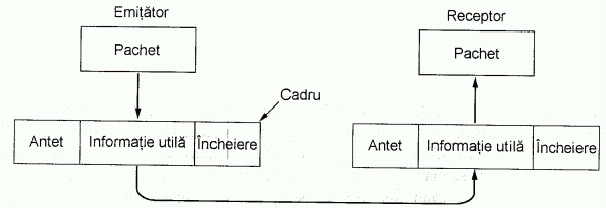 Emițător
Receptor
Pachet
Pachet
Cadru
Antet
Informație utilă
Încheiere
Antet
Informație utilă
Încheiere